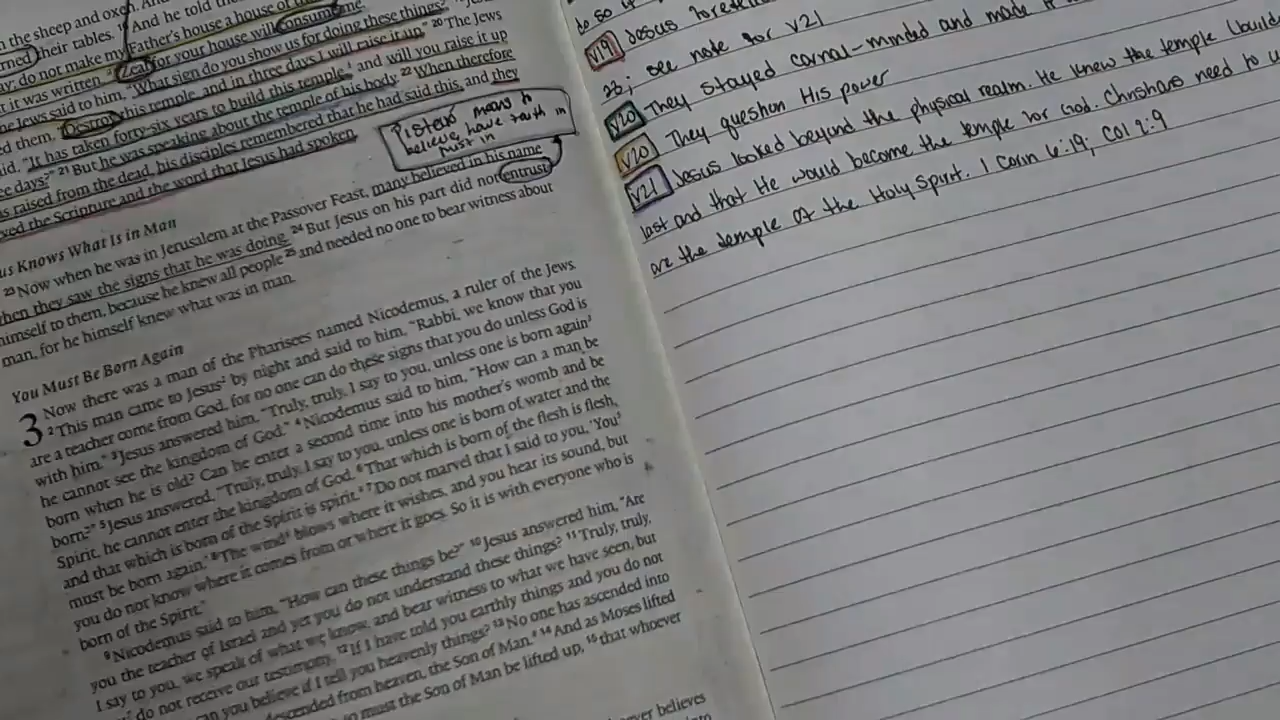 n the sheep and oxen. And
And he told th
rned their tables.
y, do not make my Father's house a house of
t it was written, "Zeal for your house will consume me."
he Jews said to him, "What sign do you show us for doing these things?"
ed them, "Destroy this temple, and in three days I will raise it up." 20 The Jews
id, "It has taken forty-six years to build this temple, and will you raise it up
ee days?" 21 But he was speaking about the temple of his body. 22 When therefore
s raised from the dead, his disciples remembered that he had said this, and they
ved the Scripture and the word that Jesus had spoken.
Pisteuō means to
believe, have faith in
trust in
us Knows What Is in Man
23 Now when he was in Jerusalem at the Passover Feast, many believed in his name
when they saw the signs that he was doing. 24 But Jesus on his part did not entrust
himself to them, because he knew all people 25 and needed no one to bear witness about
man, for he himself knew what was in man.
You Must Be Born Again
3 Now there was a man of the Pharisees named Nicodemus, a ruler of the Jews.
2 This man came to Jesus2 by night and said to him, "Rabbi, we know that you
are a teacher come from God, for no one can do these signs that you do unless God is
with him." 3 Jesus answered him, "Truly, truly, I say to you, unless one is born again3
he cannot see the kingdom of God." 4 Nicodemus said to him, "How can a man be
born when he is old? Can he enter a second time into his mother's womb and be
born?" 5 Jesus answered, "Truly, truly, I say to you, unless one is born of water and the
Spirit, he cannot enter the kingdom of God. 6 That which is born of the flesh is flesh,
and that which is born of the Spirit is spirit.4 7 Do not marvel that I said to you, 'You5
must be born again.' 8 The wind6 blows where it wishes, and you hear its sound, but
you do not know where it comes from or where it goes. So it is with everyone who is
born of the Spirit."
9 Nicodemus said to him, "How can these things be?" 10 Jesus answered him, "Are
you the teacher of Israel and yet you do not understand these things? 11 Truly, truly,
I say to you, we speak of what we know, and bear witness to what we have seen, but
you7 do not receive our testimony. 12 If I have told you earthly things and you do not
can you believe if I tell you heavenly things? 13 No one has ascended into
descended from heaven, the Son of Man.8 14 And as Moses lifted
so must the Son of Man be lifted up, 15 that whoever
believes
do so
v19 Jesus
22; see note for v21
v20 They stayed carnal-minded and made it
v20 They question His power
v21 Jesus looked beyond the physical realm. He knew the temple
last and that He would become the temple for God. Christians need to
are the temple of the Holy Spirit. 1 Corin 6:19; Col 2:9